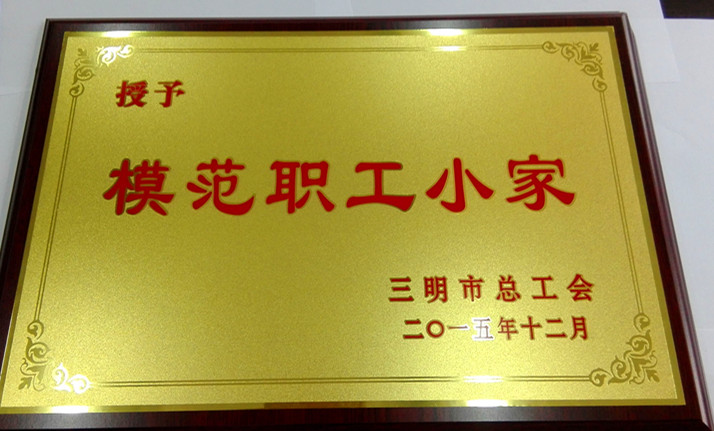 授予
模范职工小家
三明市总工会
二〇一五年十二月